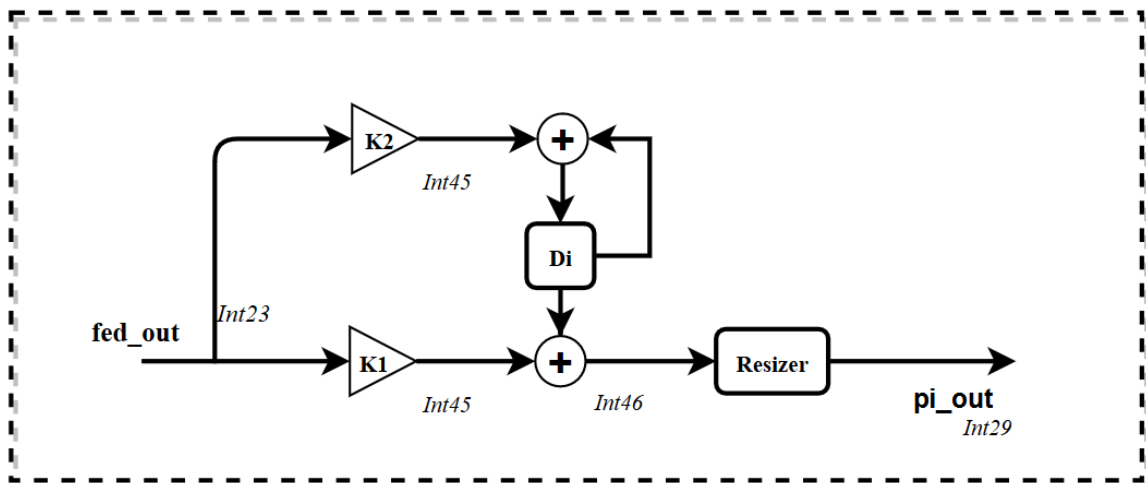 K2
+
Int45
Di
Int23
fed_out
K1
+
Resizer
Int45
Int46
pi_out
Int29